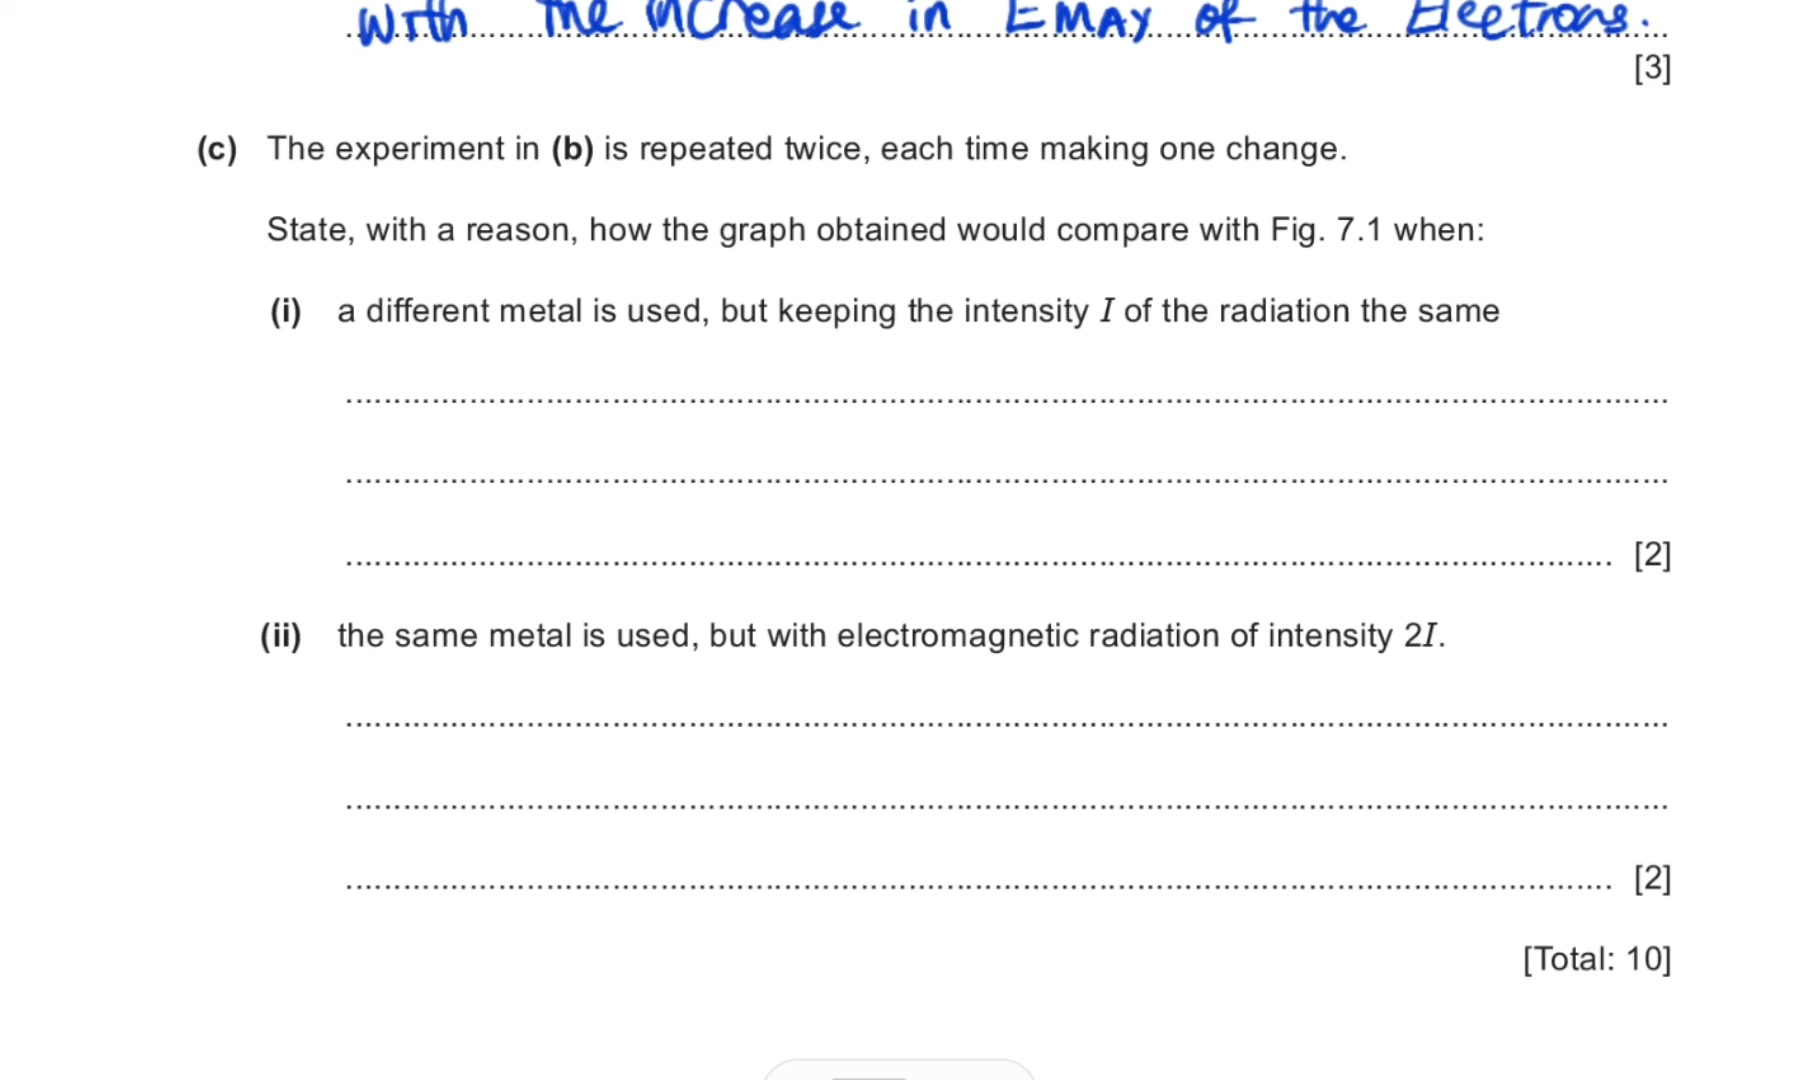 with the increase in EMAX of the Electrons.
[3]
(c) The experiment in (b) is repeated twice, each time making one change.
State, with a reason, how the graph obtained would compare with Fig. 7.1 when:
(i) a different metal is used, but keeping the intensity I of the radiation the same
[2]
(ii) the same metal is used, but with electromagnetic radiation of intensity 2I.
[2]
[Total: 10]